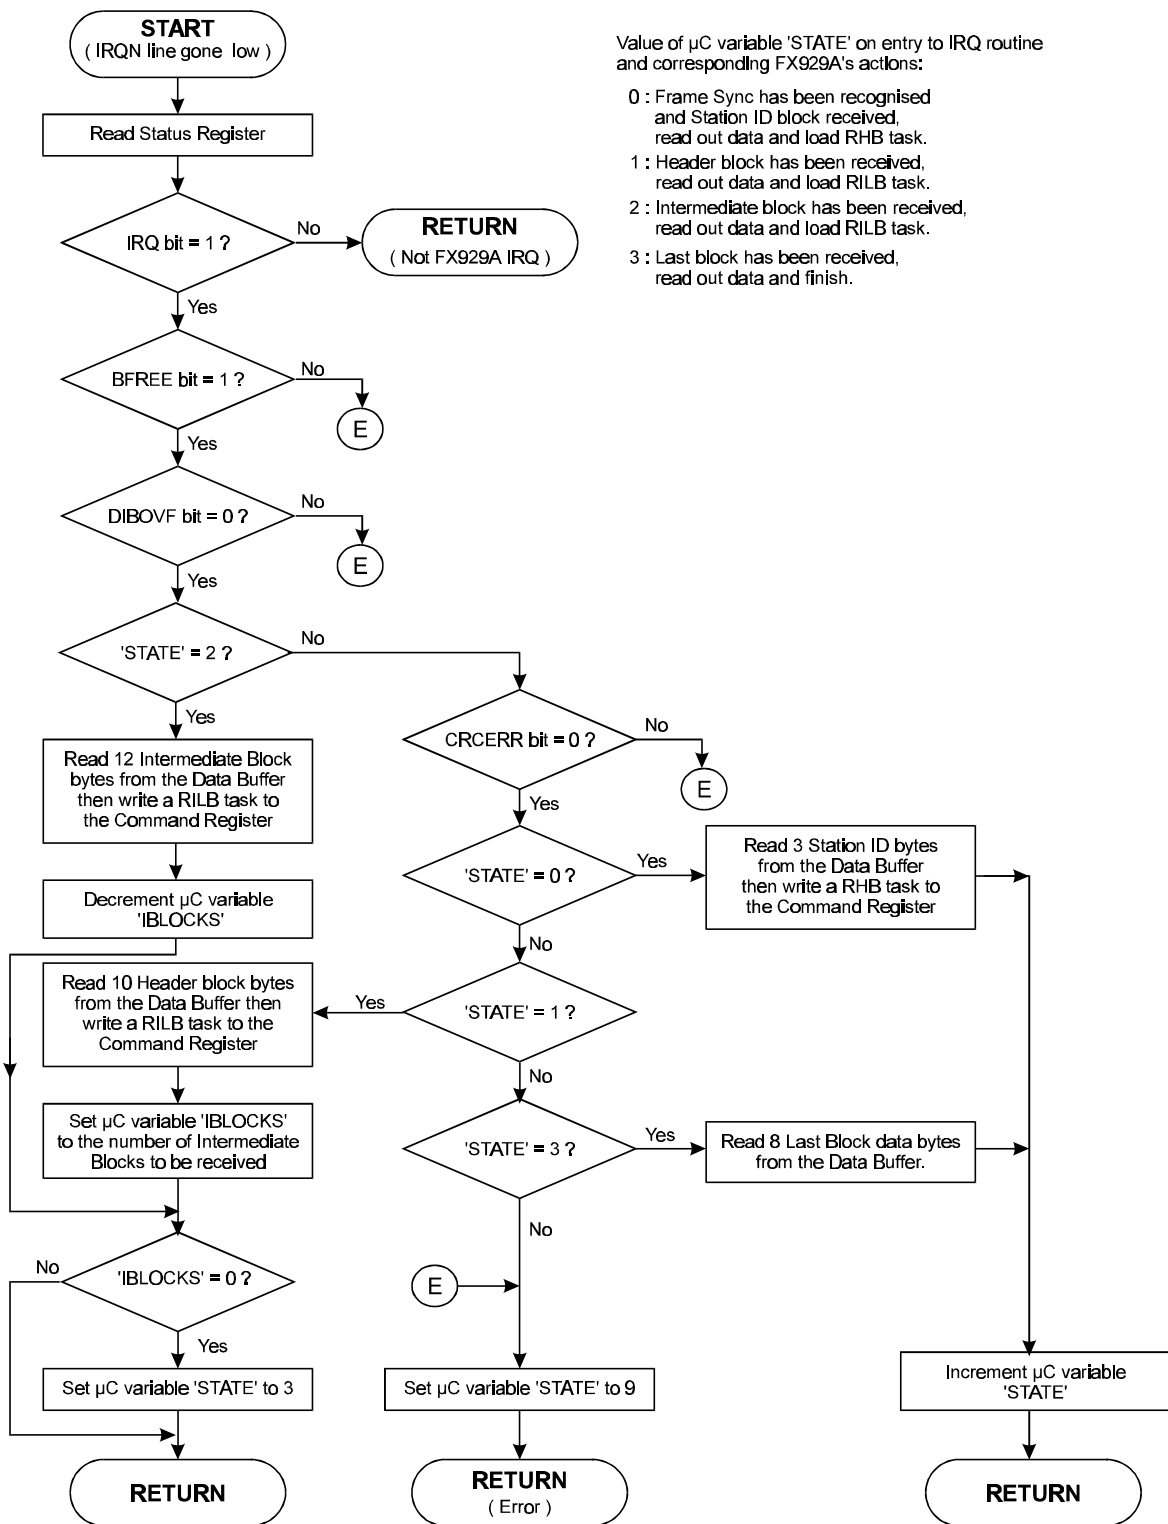 START
( IRQN line gone low )
Value of µC variable 'STATE' on entry to IRQ routine
and corresponding FX929A's actions:
0 : Frame Sync has been recognised
and Station ID block received,
read out data and load RHB task.
1 : Header block has been received,
read out data and load RILB task.
2 : Intermediate block has been received,
read out data and load RILB task.
3 : Last block has been received,
read out data and finish.
Read Status Register
IRQ bit = 1 ?
No
RETURN
( Not FX929A IRQ )
Yes
BFREE bit = 1 ?
No
E
Yes
DIBOVF bit = 0 ?
No
E
Yes
'STATE' = 2 ?
No
Yes
CRCERR bit = 0 ?
No
E
Yes
Read 12 Intermediate Block
bytes from the Data Buffer
then write a RILB task to
the Command Register
'STATE' = 0 ?
Yes
Read 3 Station ID bytes
from the Data Buffer
then write a RHB task to
the Command Register
No
Decrement µC variable
'IBLOCKS'
'STATE' = 1 ?
Yes
Read 10 Header block bytes
from the Data Buffer then
write a RILB task to the
Command Register
No
Set µC variable 'IBLOCKS'
to the number of Intermediate
Blocks to be received
'STATE' = 3 ?
Yes
Read 8 Last Block data bytes
from the Data Buffer.
No
'IBLOCKS' = 0 ?
No
Yes
E
Set µC variable 'STATE' to 3
Set µC variable 'STATE' to 9
Increment µC variable
'STATE'
RETURN
RETURN
( Error )
RETURN